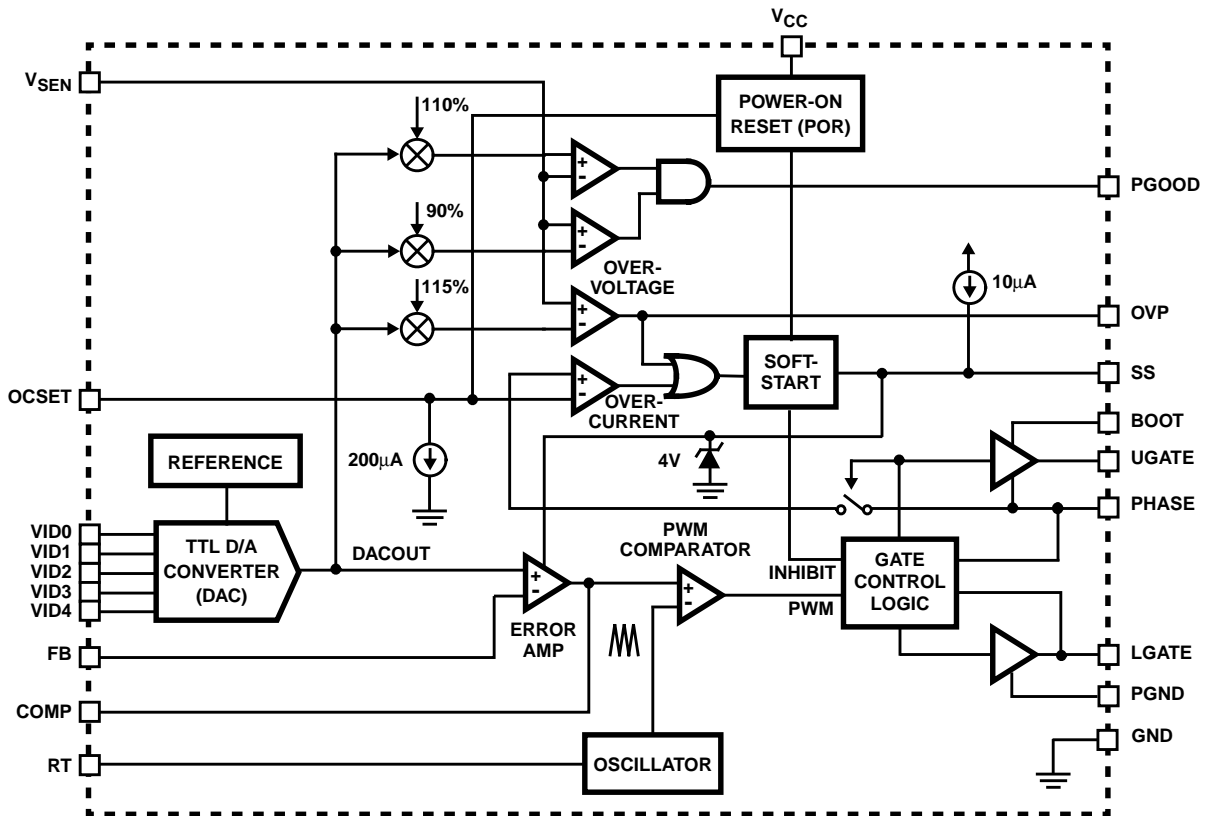 VCC
VSEN
POWER-ON
RESET (POR)
110%
+
-
PGOOD
90%
+
-
OVER-
VOLTAGE
10µA
115%
+
-
OVP
SOFT-
START
SS
+
-
OCSET
OVER-
CURRENT
BOOT
REFERENCE
200µA
4V
UGATE
PHASE
VID0
VID1
VID2
VID3
VID4
TTL D/A
CONVERTER
(DAC)
DACOUT
PWM
COMPARATOR
+
-
+
-
INHIBIT
PWM
GATE
CONTROL
LOGIC
ERROR
AMP
FB
LGATE
PGND
COMP
GND
RT
OSCILLATOR